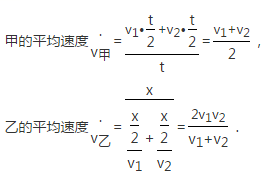 甲的平均速度 v甲 = (v1•t/2+v2•t/2)/t = (v1+v2)/2 ，
乙的平均速度 v乙 = x/((x/2)/v1 + (x/2)/v2) = 2v1v2/(v1+v2) ．